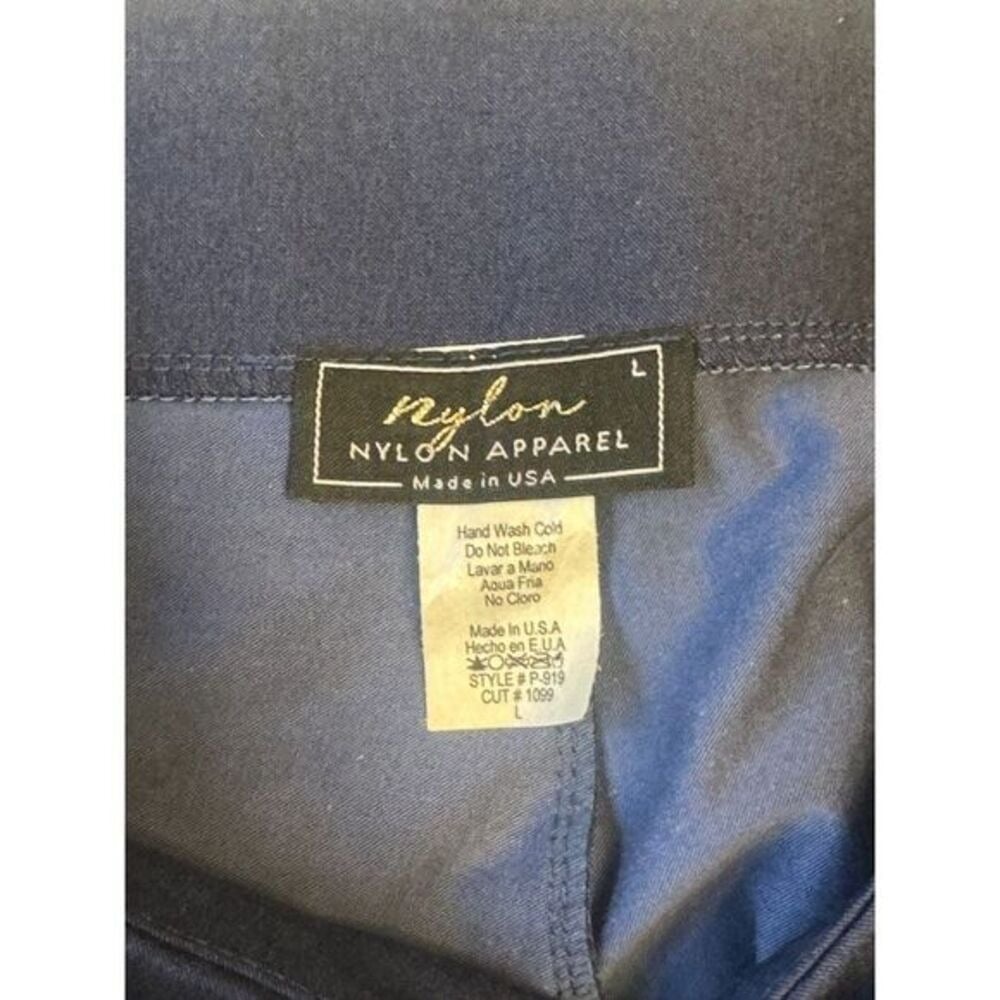 L
nylon
NYLON APPAREL
Made in USA
Hand Wash Cold
Do Not Bleach
Lavar a Mano
Agua Fria
No Cloro
Made In U.S.A
Hecho en E.U.A
STYLE # P-919
CUT # 1099
L